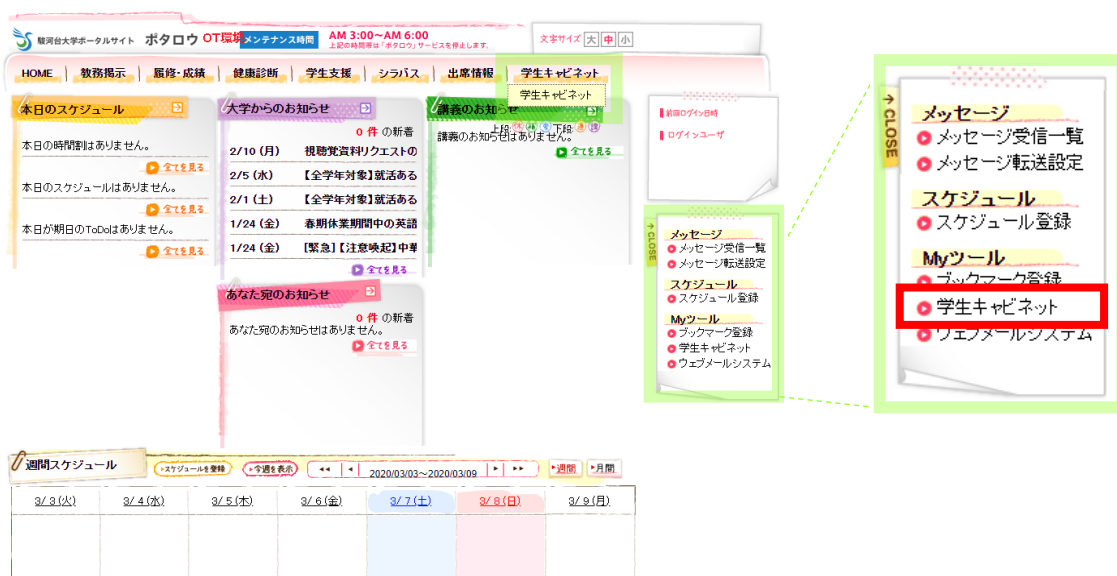 駿河台大学ポータルサイト ポタロウ OT環境 メンテナンス時間 AM 3:00~AM 6:00
上記の時間帯は「ポタロウ」サービスを停止します。
文字サイズ 大 中 小
HOME 教務掲示 履修・成績 健康診断 学生支援 シラバス 出席情報 学生キャビネット
学生キャビネット
本日のスケジュール
本日の時間割はありません。
全てを見る
本日のスケジュールはありません。
全てを見る
本日が期日のToDoはありません。
全てを見る
大学からのお知らせ
0 件 の新着
2/10 (月) 視聴覚資料リクエストの
2/5 (水) 【全学年対象】就活ある
2/1 (土) 【全学年対象】就活ある
1/24 (金) 春期休業期間中の英語
1/24 (金) [緊急]【注意喚起】中
全てを見る
あなた宛のお知らせ
0 件 の新着
あなた宛のお知らせはありません。
全てを見る
講義のお知らせ
上段 下段
講義のお知らせはありません。
全てを見る
前回ログイン日時
ログインユーザ
CLOSE
メッセージ
メッセージ受信一覧
メッセージ転送設定
スケジュール
スケジュール登録
Myツール
ブックマーク登録
学生キャビネット
ウェブメールシステム
CLOSE
メッセージ
メッセージ受信一覧
メッセージ転送設定
スケジュール
スケジュール登録
Myツール
ブックマーク登録
学生キャビネット
ウェブメールシステム
週間スケジュール スケジュールを登録 今週を表示 2020/03/03~2020/03/09 週間 月間
3/ 3 (火) 3/ 4 (水) 3/ 5 (木) 3/ 6 (金) 3/ 7 (土) 3/ 8 (日) 3/ 9 (月)